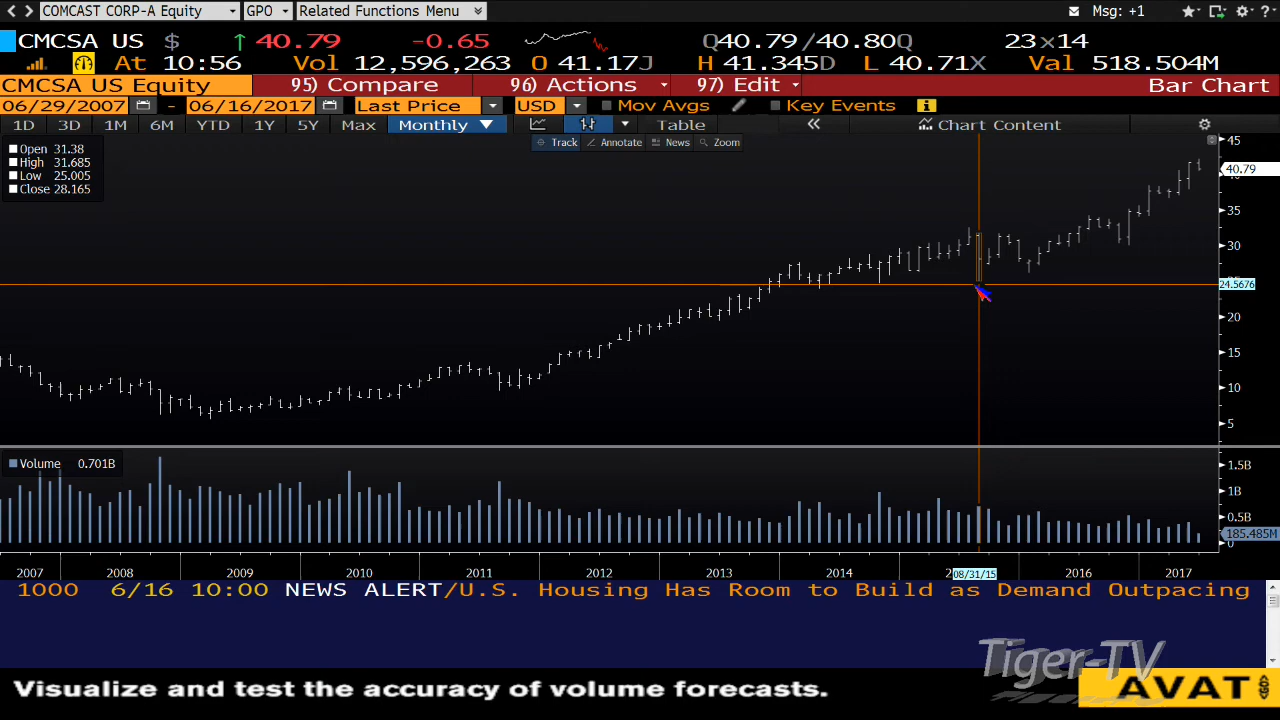 COMCAST CORP-A Equity GPO Related Functions Menu Msg: +1 ?
CMCSA US $ ↑ 40.79 -0.65 Q40.79/40.80Q 23x14
At 10:56 Vol 12,596,263 O 41.17J H 41.345D L 40.71X Val 518.504M
CMCSA US Equity 95) Compare 96) Actions 97) Edit Bar Chart
06/29/2007 - 06/16/2017 Last Price USD Mov Avgs Key Events i
1D 3D 1M 6M YTD 1Y 5Y Max Monthly ▼ Table « Chart Content
Track Annotate News Zoom
45
Open 31.38
High 31.685
Low 25.005
Close 28.165
40.79
35
30
24.5676
20
15
10
5
Volume 0.701B
1.5B
1B
0.5B
185.485M
0
2007 2008 2009 2010 2011 2012 2013 2014 08/31/15 2016 2017
1000 6/16 10:00 NEWS ALERT/U.S. Housing Has Room to Build as Demand Outpacing
Tiger-TV
Visualize and test the accuracy of volume forecasts.
AVAT